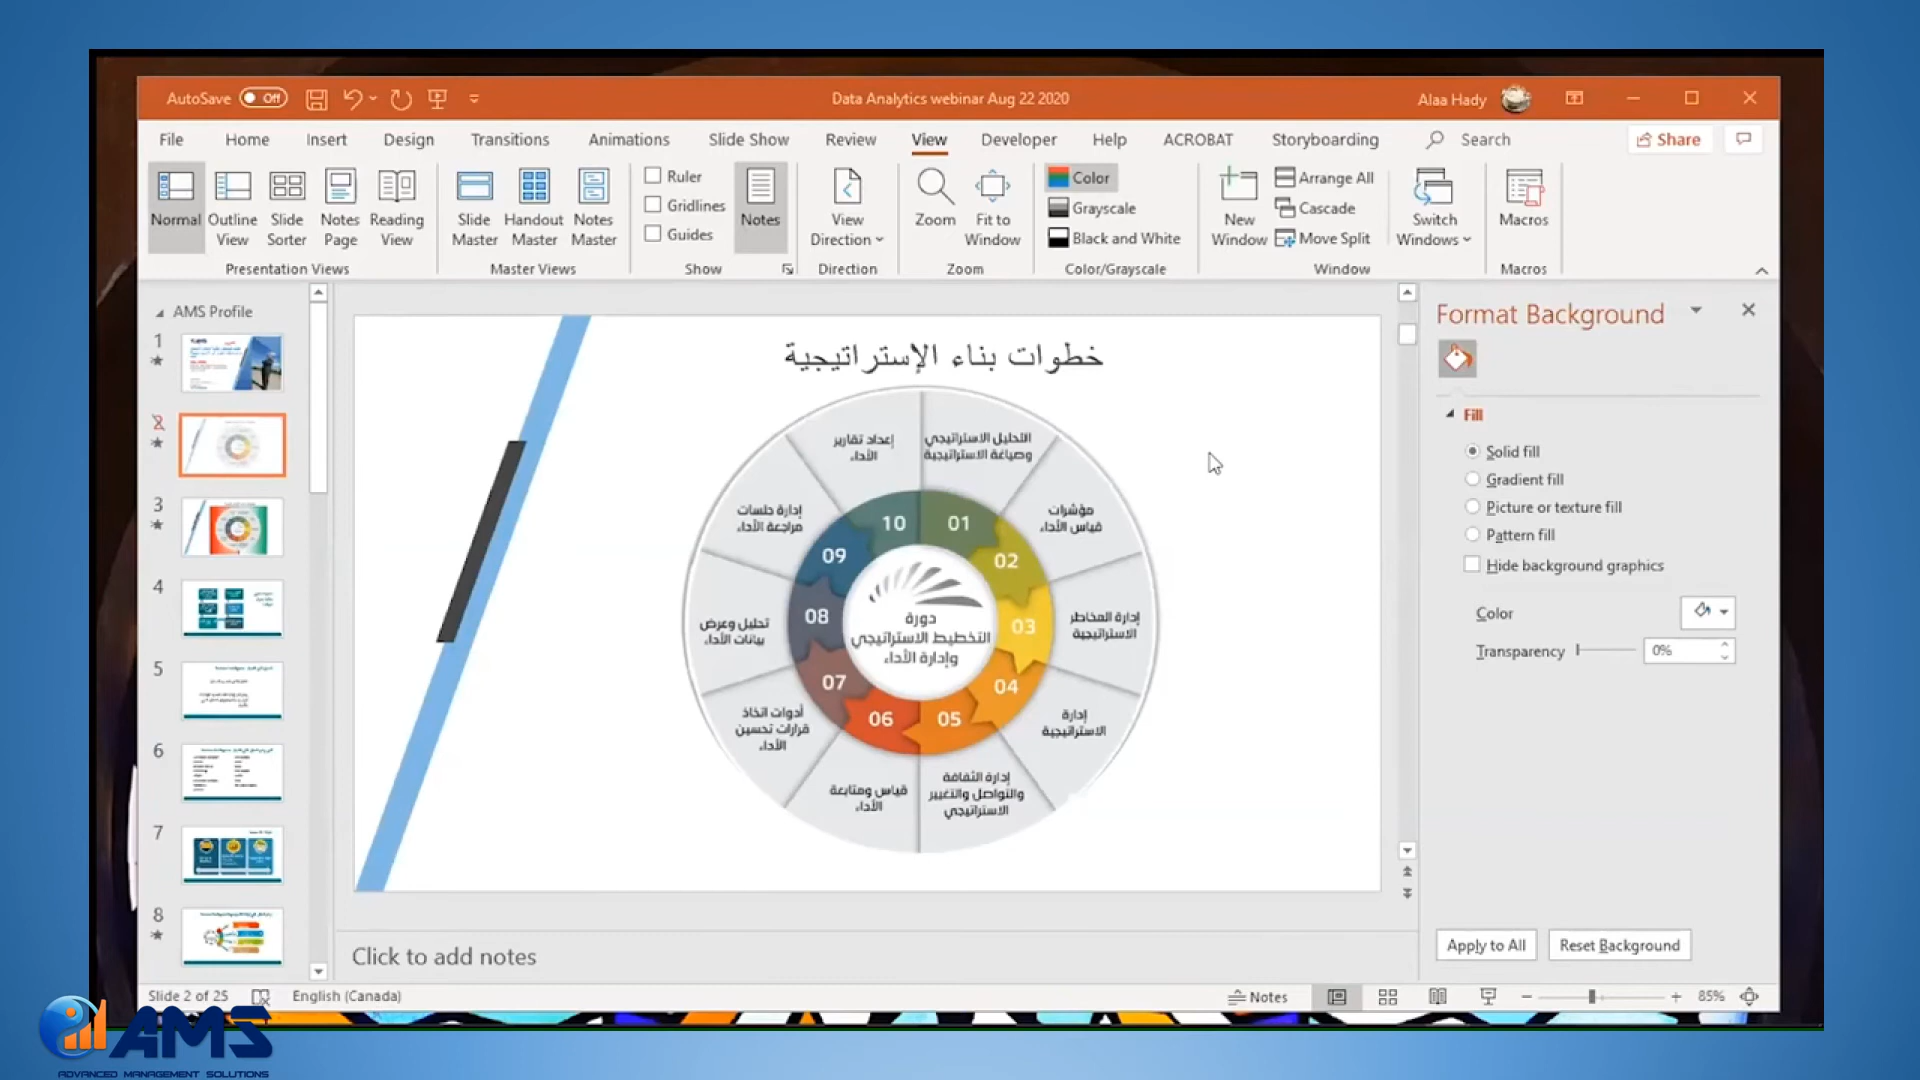 AutoSave Off
Data Analytics webinar Aug 22 2020
Alaa Hady
File Home Insert Design Transitions Animations Slide Show Review View Developer Help ACROBAT Storyboarding Search Share
Normal
Outline View
Slide Sorter
Notes Page
Reading View
Presentation Views
Slide Master
Handout Master
Notes Master
Master Views
Ruler
Gridlines
Guides
Show
Notes
View Direction
Direction
Zoom
Fit to Window
Zoom
Color
Grayscale
Black and White
Color/Grayscale
New Window
Arrange All
Cascade
Move Split
Switch Windows
Window
Macros
Macros
AMS Profile
1
2
3
4
5
6
7
8
خطوات بناء الإستراتيجية
التحليل الاستراتيجي
وصياغة الاستراتيجية
مؤشرات
قياس الأداء
إدارة المخاطر
الاستراتيجية
إدارة
الاستراتيجية
إدارة الثقافة
والتواصل والتغيير
الاستراتيجي
قياس ومتابعة
الأداء
أدوات اتخاذ
قرارات تحسين
الأداء
تحليل وعرض
بيانات الأداء
إدارة جلسات
مراجعة الأداء
إعداد تقارير
الأداء
01
02
03
04
05
06
07
08
09
10
دورة
التخطيط الاستراتيجي
وإدارة الأداء
Format Background
Fill
Solid fill
Gradient fill
Picture or texture fill
Pattern fill
Hide background graphics
Color
Transparency 0%
Apply to All Reset Background
Click to add notes
Slide 2 of 25 English (Canada) Notes 85%
AMS
ADVANCED MANAGEMENT SOLUTIONS